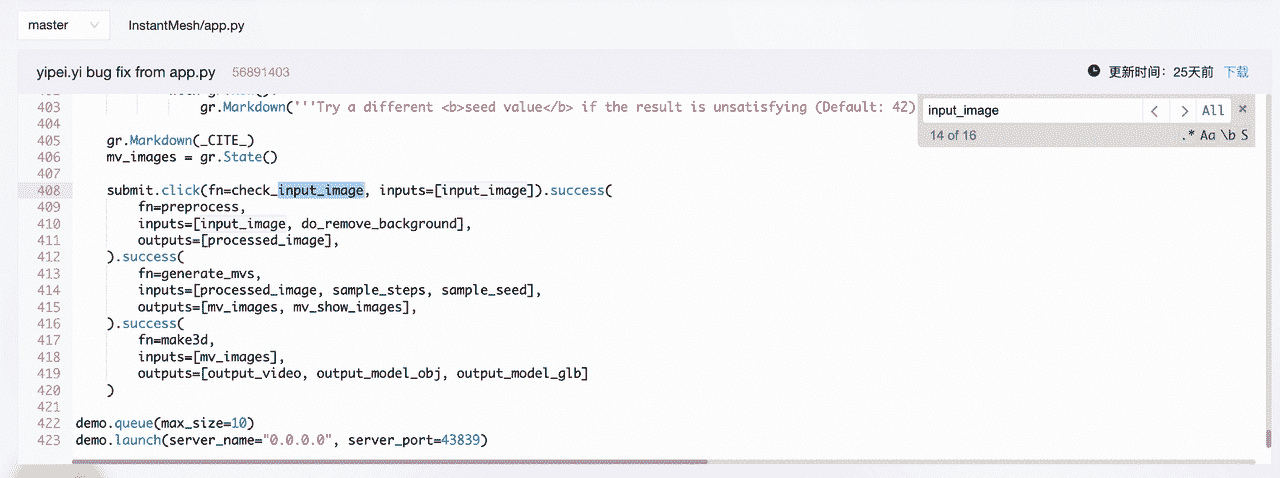 master InstantMesh/app.py
yipei.yi bug fix from app.py 56891403 更新时间：25天前 下载
403 gr.Markdown('''Try a different <b>seed value</b> if the result is unsatisfying (Default: 42)
input_image < > All ×
404
14 of 16 .* Aa \b S
405 gr.Markdown(_CITE_)
406 mv_images = gr.State()
407
408 submit.click(fn=check_input_image, inputs=[input_image]).success(
409 fn=preprocess,
410 inputs=[input_image, do_remove_background],
411 outputs=[processed_image],
412 ).success(
413 fn=generate_mvs,
414 inputs=[processed_image, sample_steps, sample_seed],
415 outputs=[mv_images, mv_show_images],
416 ).success(
417 fn=make3d,
418 inputs=[mv_images],
419 outputs=[output_video, output_model_obj, output_model_glb]
420 )
421
422 demo.queue(max_size=10)
423 demo.launch(server_name="0.0.0.0", server_port=43839)